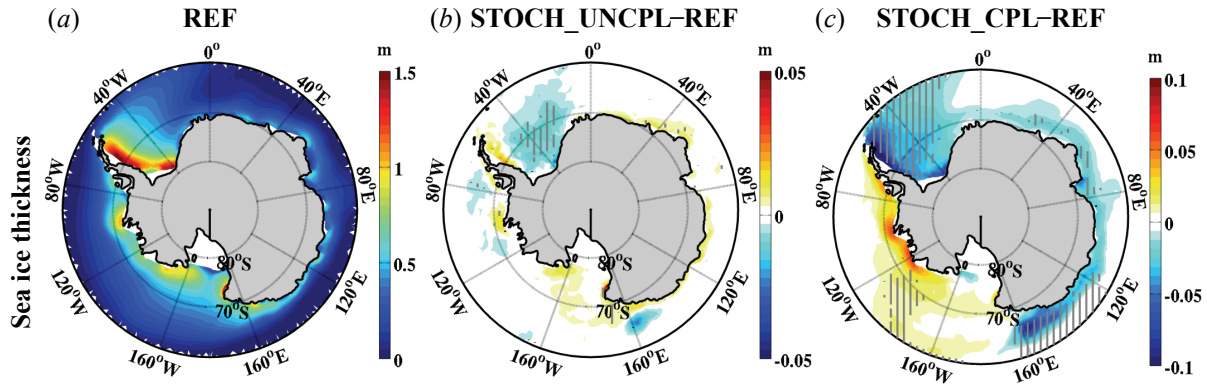 (a) REF
(b) STOCH_UNCPL–REF
(c) STOCH_CPL–REF
Sea ice thickness
0°
40°E
80°E
120°E
160°E
160°W
120°W
80°W
40°W
80°S
70°S
m
1.5
1
0.5
0
0°
40°E
80°E
120°E
160°E
160°W
120°W
80°W
40°W
80°S
70°S
m
0.05
0
-0.05
0°
40°E
80°E
120°E
160°E
160°W
120°W
80°W
40°W
80°S
70°S
m
0.1
0.05
0
-0.05
-0.1